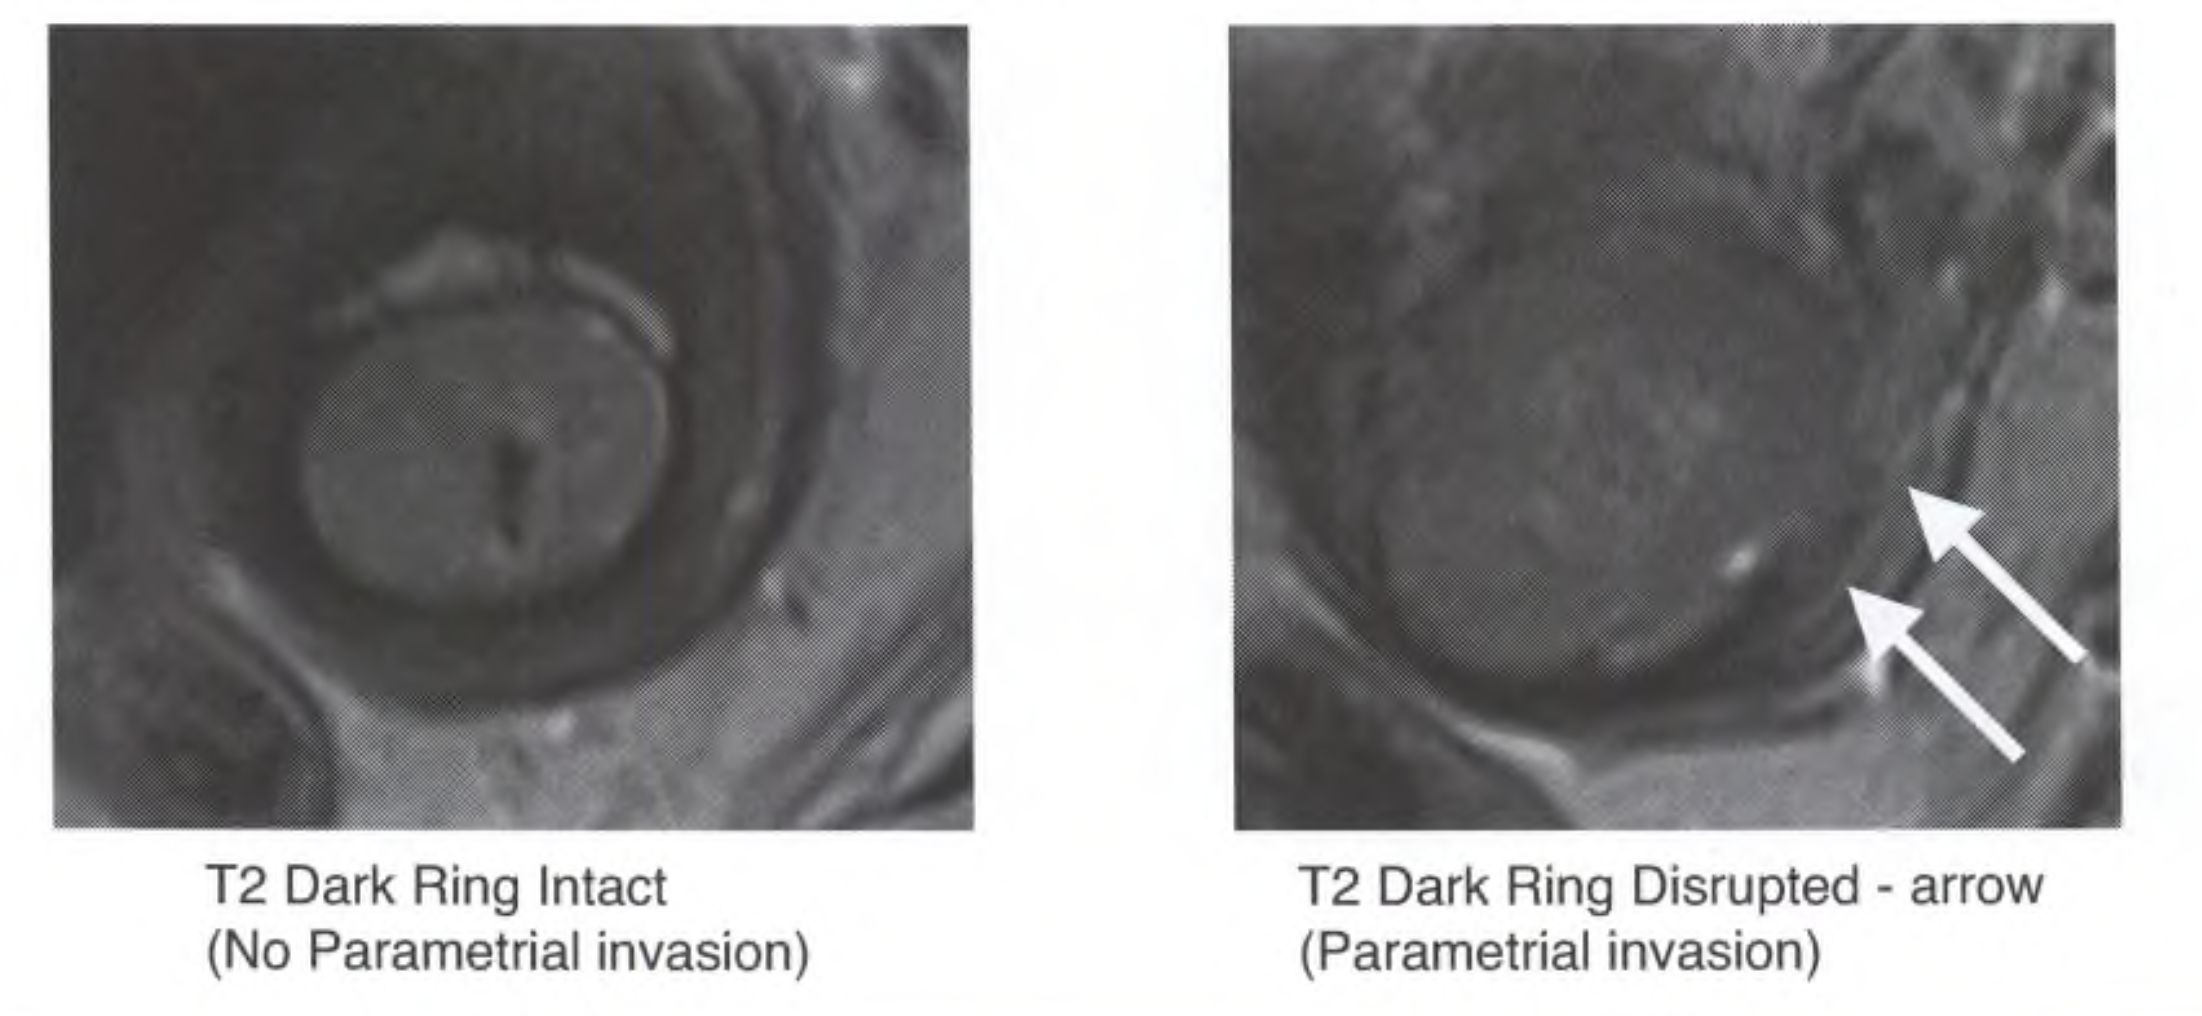 T2 Dark Ring Intact
(No Parametrial invasion)
T2 Dark Ring Disrupted - arrow
(Parametrial invasion)